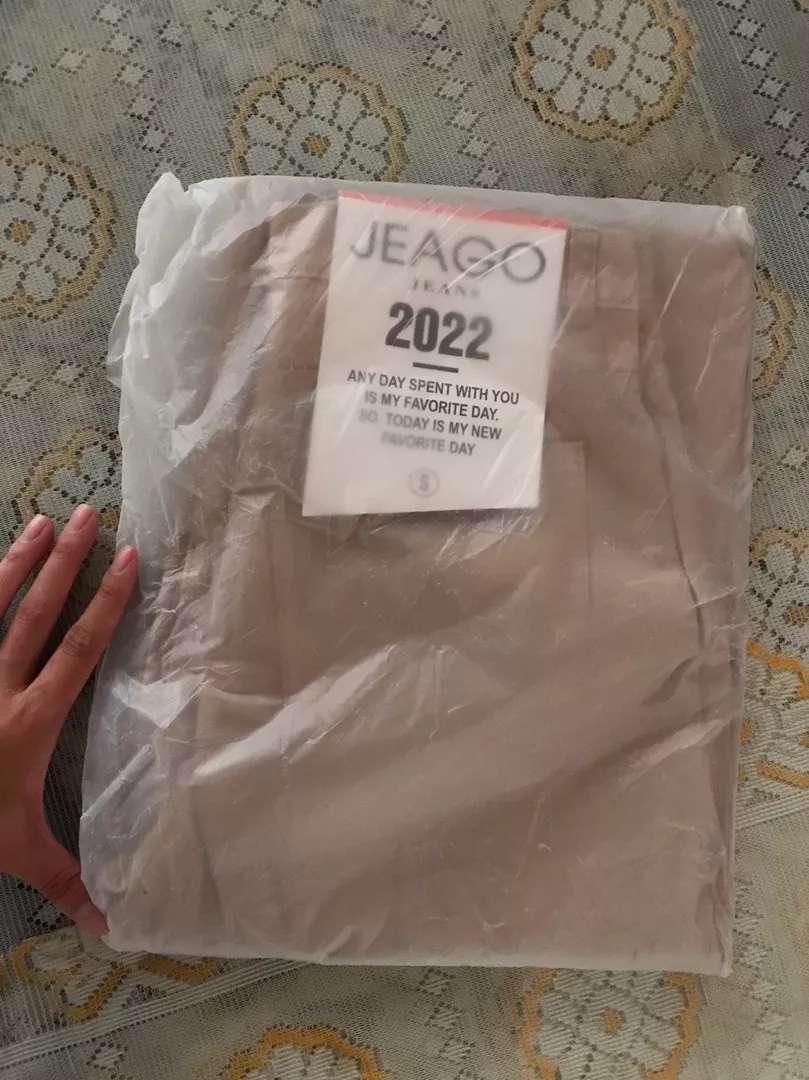 JEAGO
JEANS
2022
ANY DAY SPENT WITH YOU
IS MY FAVORITE DAY.
SO. TODAY IS MY NEW
FAVORITE DAY
S